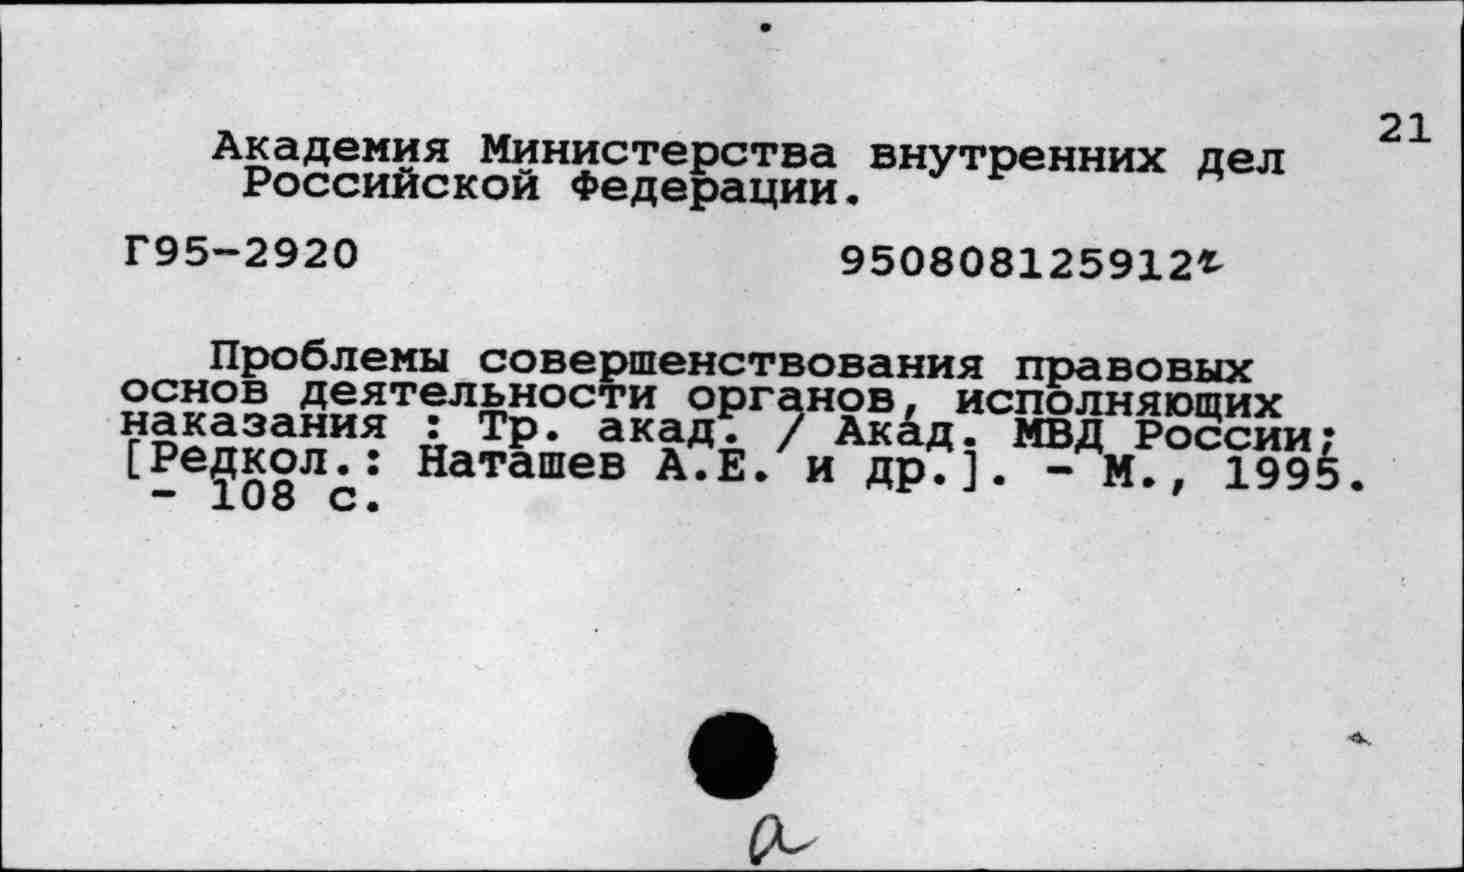 21
Академия Министерства внутренних дел
Российской Федерации.
Г95-2920 950808125912
Проблемы совершенствования правовых
основ деятельности органов, исполняющих
наказания : Тр. акад. / Акад. МВД России;
[Редкол.: Наташев А.Е. и др.]. - М., 1995.
- 108 с.